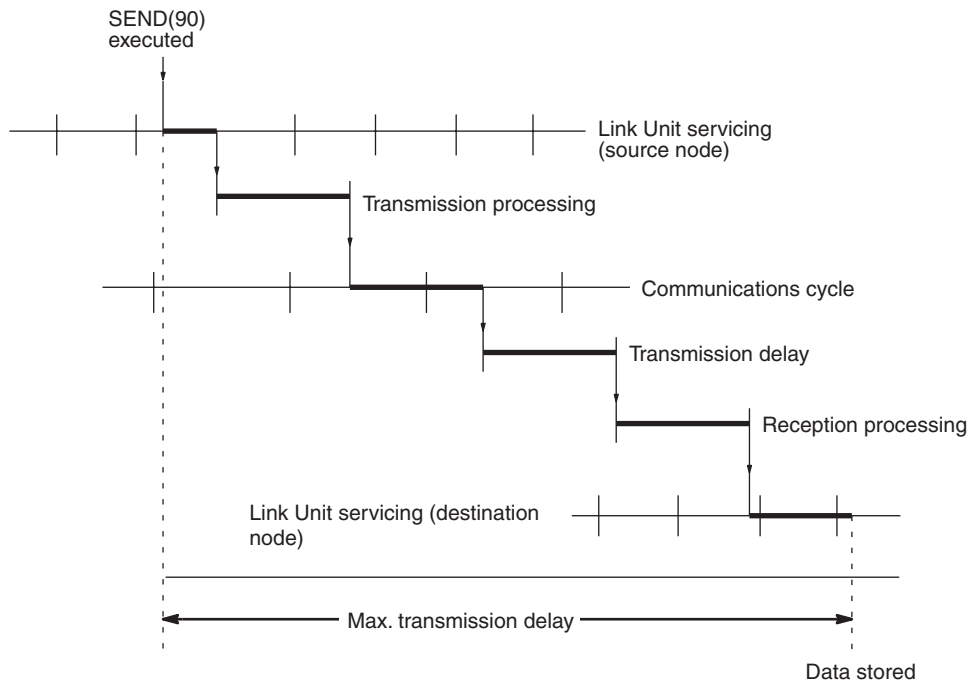 SEND(90)
executed
Link Unit servicing
(source node)
Transmission processing
Communications cycle
Transmission delay
Reception processing
Link Unit servicing (destination
node)
Max. transmission delay
Data stored